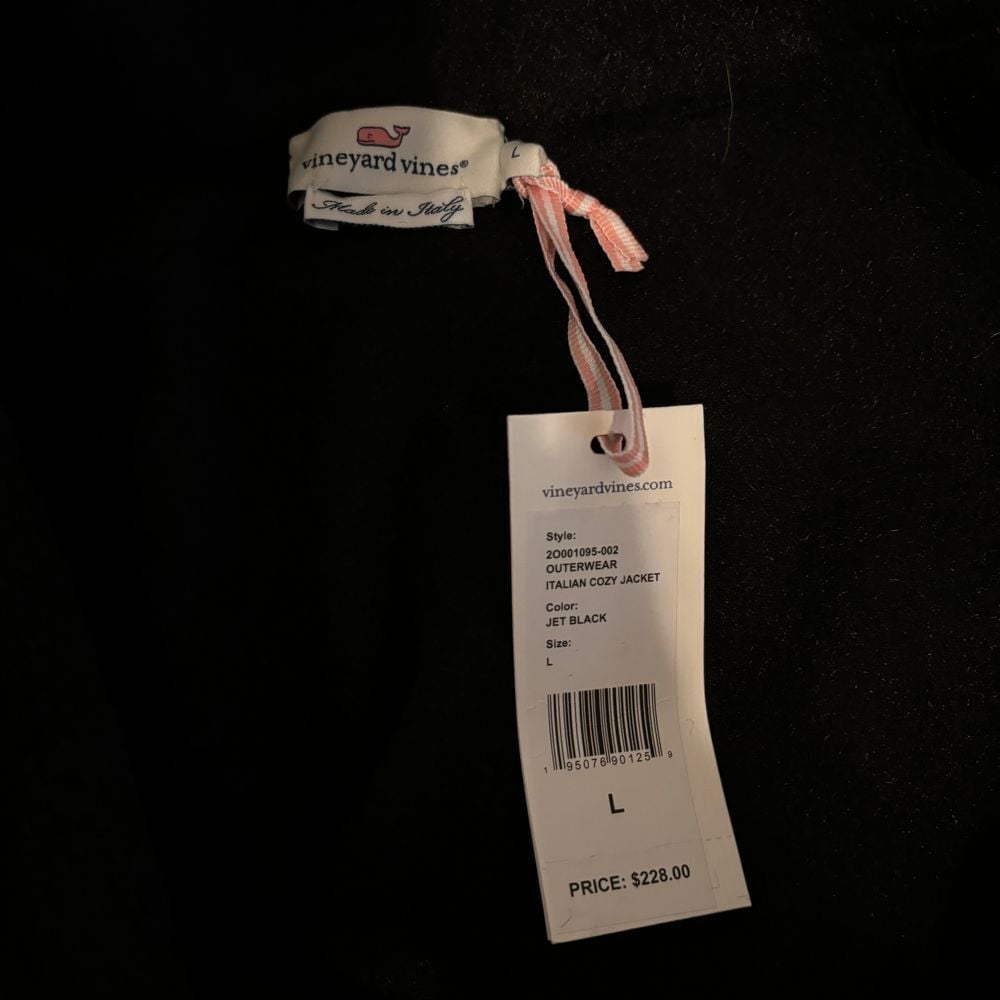 vineyard vines®
L
Made in Italy
vineyardvines.com
Style:
2O001095-002
OUTERWEAR
ITALIAN COZY JACKET
Color:
JET BLACK
Size:
L
1 95076 90125 9
L
PRICE: $228.00